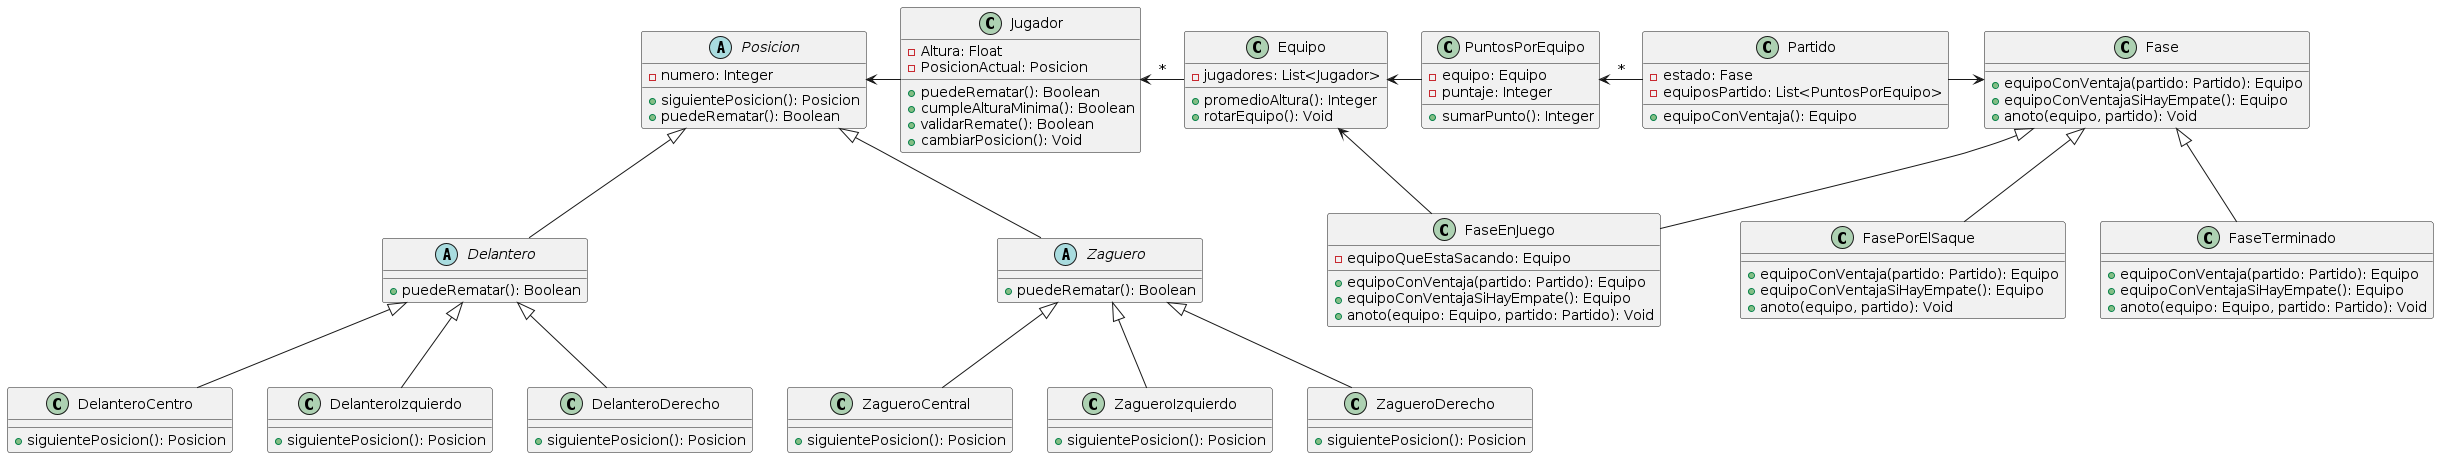 A Posicion
numero: Integer
siguientePosicion(): Posicion
puedeRematar(): Boolean
C Jugador
Altura: Float
PosicionActual: Posicion
puedeRematar(): Boolean
cumpleAlturaMinima(): Boolean
validarRemate(): Boolean
cambiarPosicion(): Void
*
C Equipo
jugadores: List<Jugador>
promedioAltura(): Integer
rotarEquipo(): Void
C PuntosPorEquipo
equipo: Equipo
puntaje: Integer
sumarPunto(): Integer
*
C Partido
estado: Fase
equiposPartido: List<PuntosPorEquipo>
equipoConVentaja(): Equipo
C Fase
equipoConVentaja(partido: Partido): Equipo
equipoConVentajaSiHayEmpate(): Equipo
anoto(equipo, partido): Void
A Delantero
puedeRematar(): Boolean
A Zaguero
puedeRematar(): Boolean
C FaseEnJuego
equipoQueEstaSacando: Equipo
equipoConVentaja(partido: Partido): Equipo
equipoConVentajaSiHayEmpate(): Equipo
anoto(equipo: Equipo, partido: Partido): Void
C FasePorElSaque
equipoConVentaja(partido: Partido): Equipo
equipoConVentajaSiHayEmpate(): Equipo
anoto(equipo, partido): Void
C FaseTerminado
equipoConVentaja(partido: Partido): Equipo
equipoConVentajaSiHayEmpate(): Equipo
anoto(equipo: Equipo, partido: Partido): Void
C DelanteroCentro
siguientePosicion(): Posicion
C DelanteroIzquierdo
siguientePosicion(): Posicion
C DelanteroDerecho
siguientePosicion(): Posicion
C ZagueroCentral
siguientePosicion(): Posicion
C ZagueroIzquierdo
siguientePosicion(): Posicion
C ZagueroDerecho
siguientePosicion(): Posicion